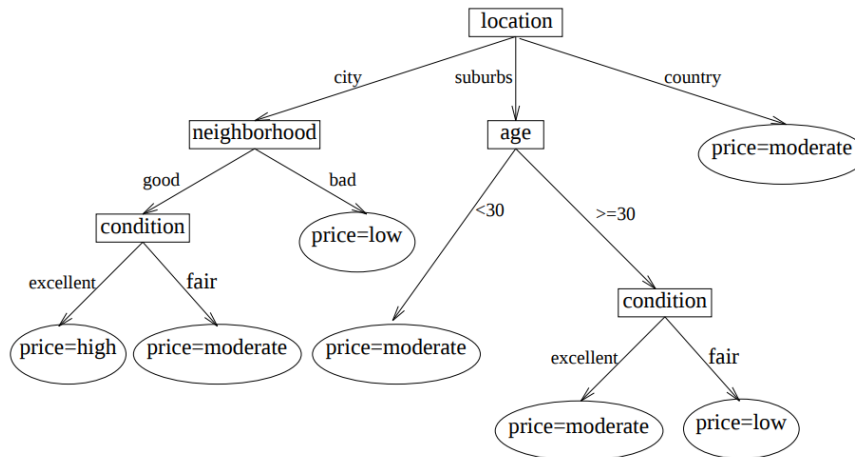 location
city
suburbs
country
neighborhood
age
price=moderate
good
bad
<30
>=30
condition
price=low
condition
excellent
fair
price=high
price=moderate
price=moderate
excellent
fair
price=moderate
price=low